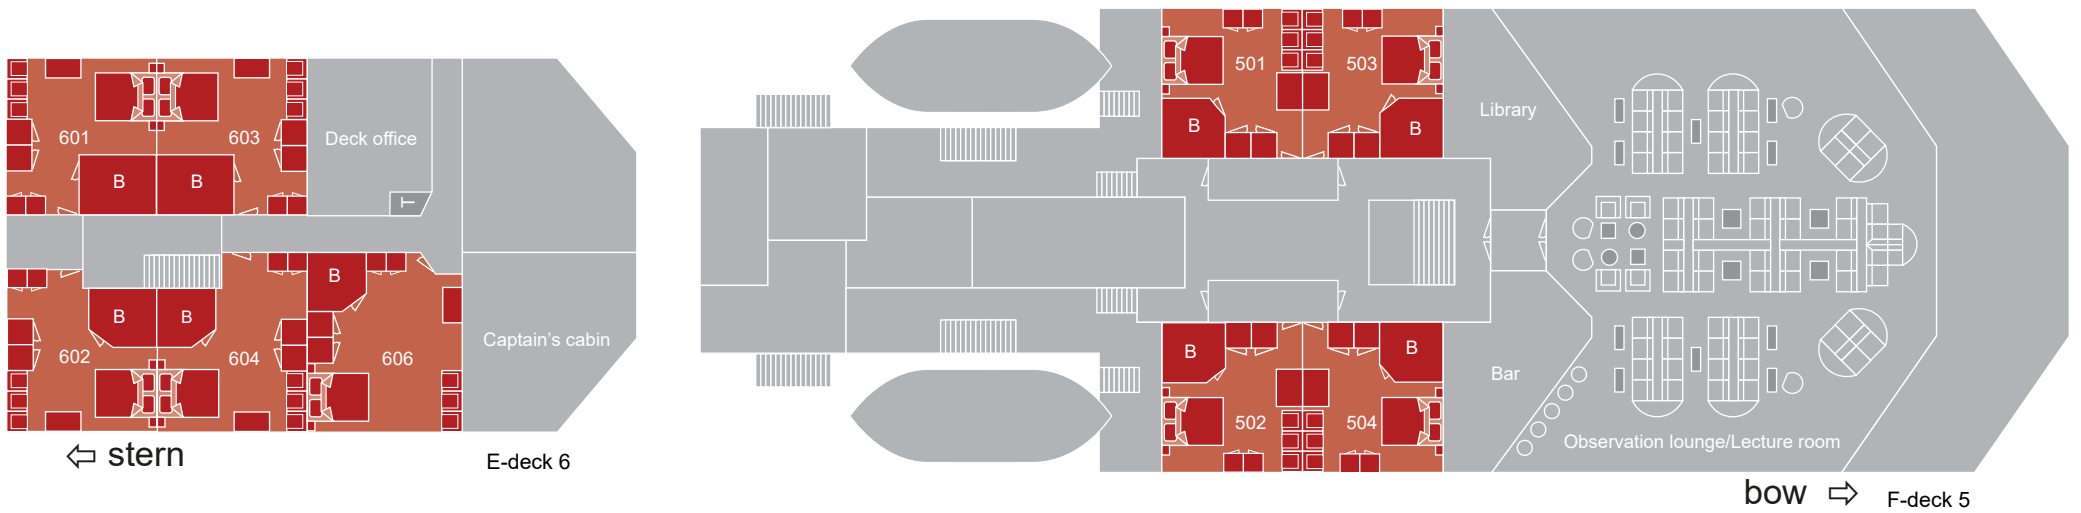 601
603
B
B
Deck office
T
B
B
B
602
604
606
Captain's cabin
stern
E-deck 6
501
503
B
B
Library
B
B
502
504
Bar
Observation lounge/Lecture room
bow
F-deck 5